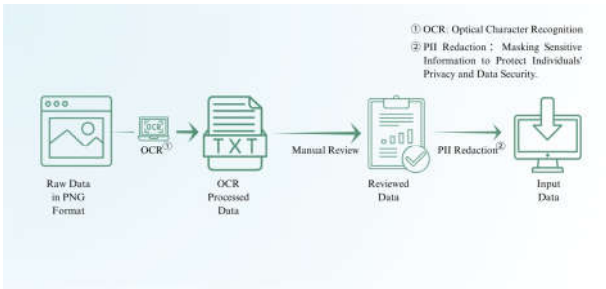 ① OCR: Optical Character Recognition
② PII Redaction： Masking Sensitive
Information to Protect Individuals'
Privacy and Data Security.
OCR
OCR①
TXT
Manual Review
PII Redaction②
Raw Data
in PNG
Format
OCR
Processed
Data
Reviewed
Data
Input
Data